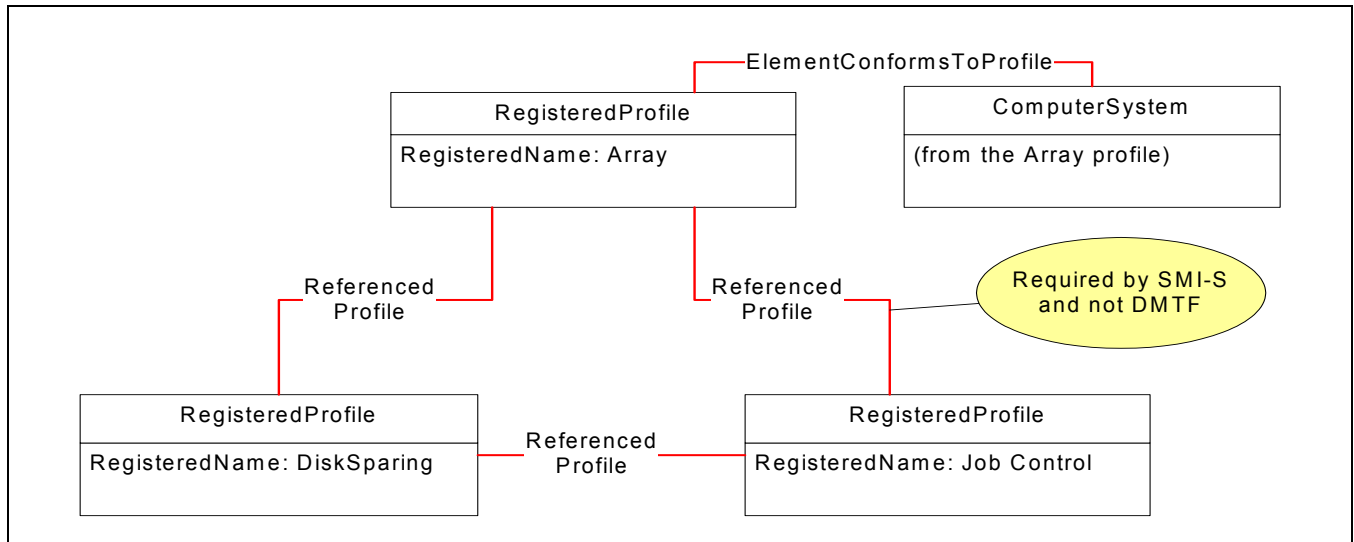 ElementConformsToProfile
RegisteredProfile
RegisteredName: Array
ComputerSystem
(from the Array profile)
Referenced
Profile
Referenced
Profile
Required by SMI-S
and not DMTF
RegisteredProfile
RegisteredName: DiskSparing
Referenced
Profile
RegisteredProfile
RegisteredName: Job Control